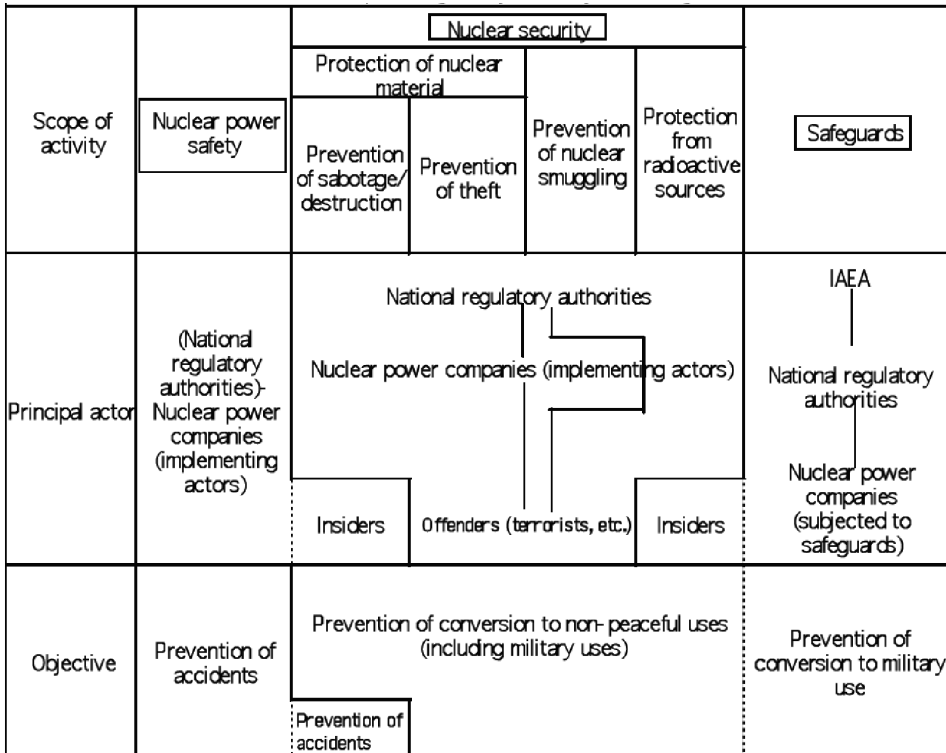 Nuclear security
Protection of nuclear
material
Scope of
activity
Nuclear power
safety
Prevention
of sabotage/
destruction
Prevention
of theft
Prevention
of nuclear
smuggling
Protection
from
radioactive
sources
Safeguards
Principal actor
(National
regulatory
authorities)-
Nuclear power
companies
(implementing
actors)
National regulatory authorities
Nuclear power companies (implementing actors)
Insiders
Offenders (terrorists, etc.)
Insiders
IAEA
National regulatory
authorities
Nuclear power
companies
(subjected to
safeguards)
Objective
Prevention of
accidents
Prevention of conversion to non-peaceful uses
(including military uses)
Prevention of
accidents
Prevention of
conversion to military
use